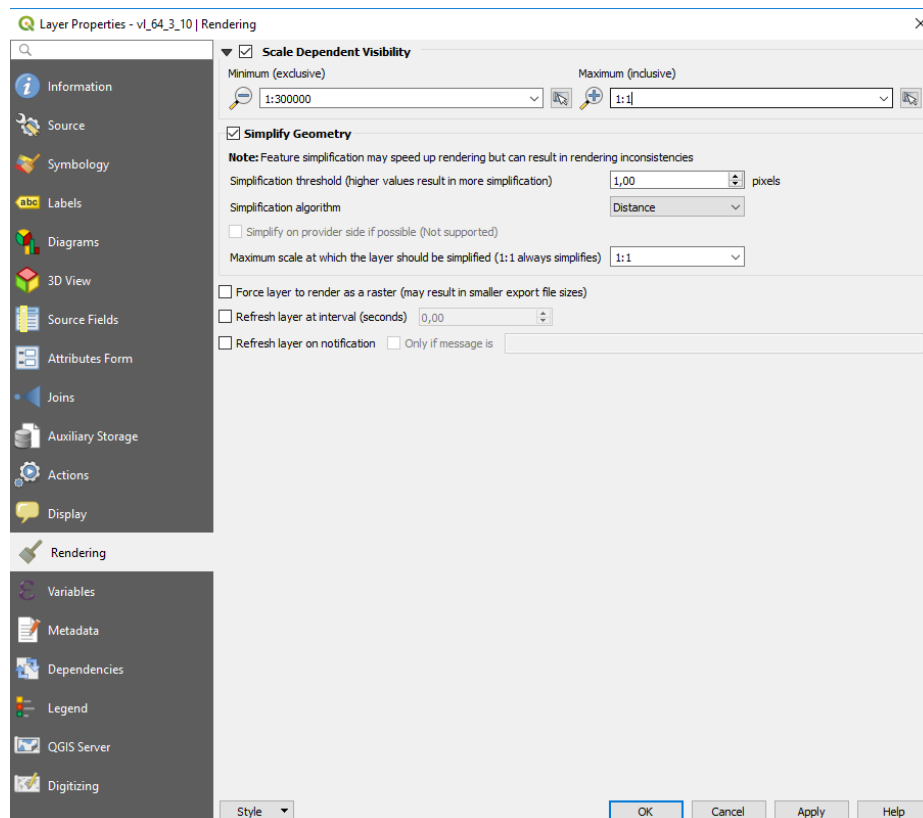 Layer Properties - vl_64_3_10 | Rendering
Information
Source
Symbology
abc Labels
Diagrams
3D View
Source Fields
Attributes Form
Joins
Auxiliary Storage
Actions
Display
Rendering
Variables
Metadata
Dependencies
Legend
QGIS Server
Digitizing
Scale Dependent Visibility
Minimum (exclusive) Maximum (inclusive)
1:300000 1:1
Simplify Geometry
Note: Feature simplification may speed up rendering but can result in rendering inconsistencies
Simplification threshold (higher values result in more simplification) 1,00 pixels
Simplification algorithm Distance
Simplify on provider side if possible (Not supported)
Maximum scale at which the layer should be simplified (1:1 always simplifies) 1:1
Force layer to render as a raster (may result in smaller export file sizes)
Refresh layer at interval (seconds) 0,00
Refresh layer on notification Only if message is
Style OK Cancel Apply Help